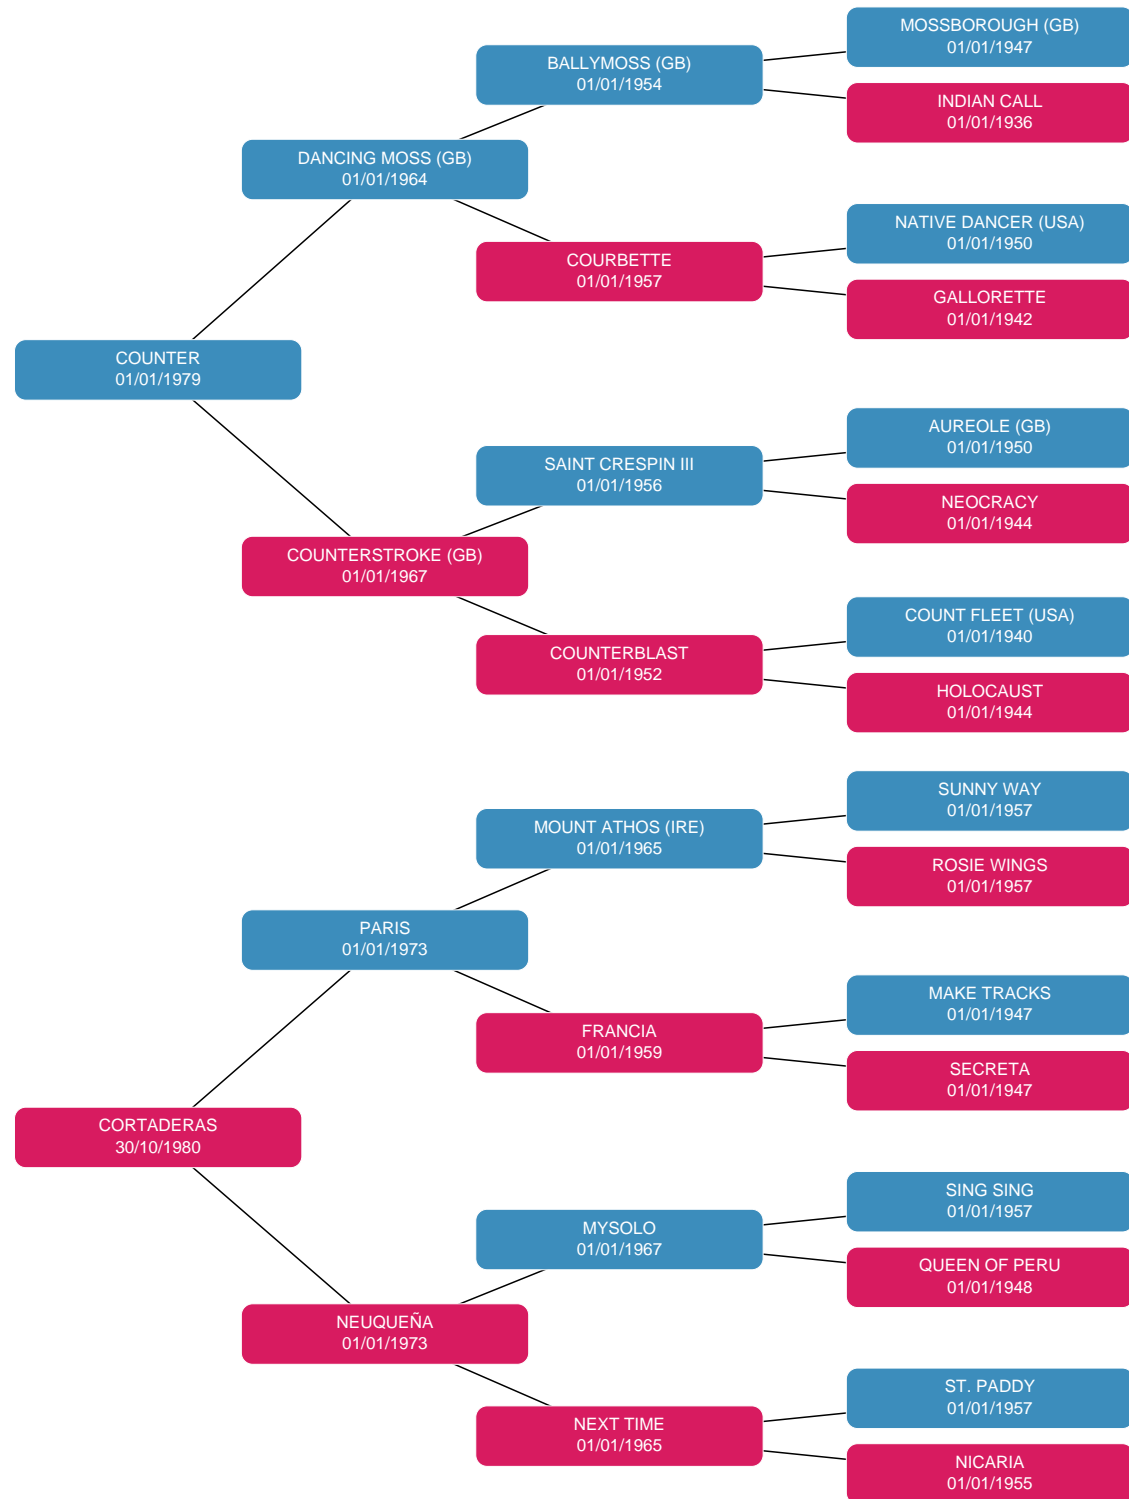 MOSSBOROUGH (GB)
01/01/1947
BALLYMOSS (GB)
01/01/1954
INDIAN CALL
01/01/1936
DANCING MOSS (GB)
01/01/1964
NATIVE DANCER (USA)
01/01/1950
COURBETTE
01/01/1957
GALLORETTE
01/01/1942
COUNTER
01/01/1979
AUREOLE (GB)
01/01/1950
SAINT CRESPIN III
01/01/1956
NEOCRACY
01/01/1944
COUNTERSTROKE (GB)
01/01/1967
COUNT FLEET (USA)
01/01/1940
COUNTERBLAST
01/01/1952
HOLOCAUST
01/01/1944
SUNNY WAY
01/01/1957
MOUNT ATHOS (IRE)
01/01/1965
ROSIE WINGS
01/01/1957
PARIS
01/01/1973
MAKE TRACKS
01/01/1947
FRANCIA
01/01/1959
SECRETA
01/01/1947
CORTADERAS
30/10/1980
SING SING
01/01/1957
MYSOLO
01/01/1967
QUEEN OF PERU
01/01/1948
NEUQUEÑA
01/01/1973
ST. PADDY
01/01/1957
NEXT TIME
01/01/1965
NICARIA
01/01/1955